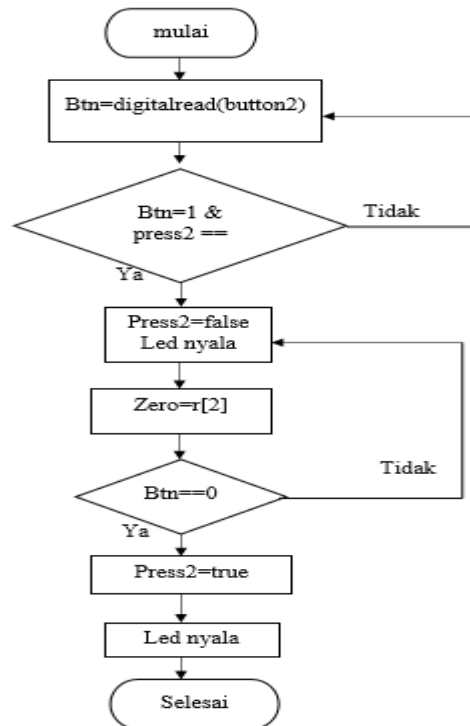 mulai
Btn=digitalread(button2)
Btn=1 &
press2 ==
Tidak
Ya
Press2=false
Led nyala
Zero=r[2]
Tidak
Btn==0
Ya
Press2=true
Led nyala
Selesai